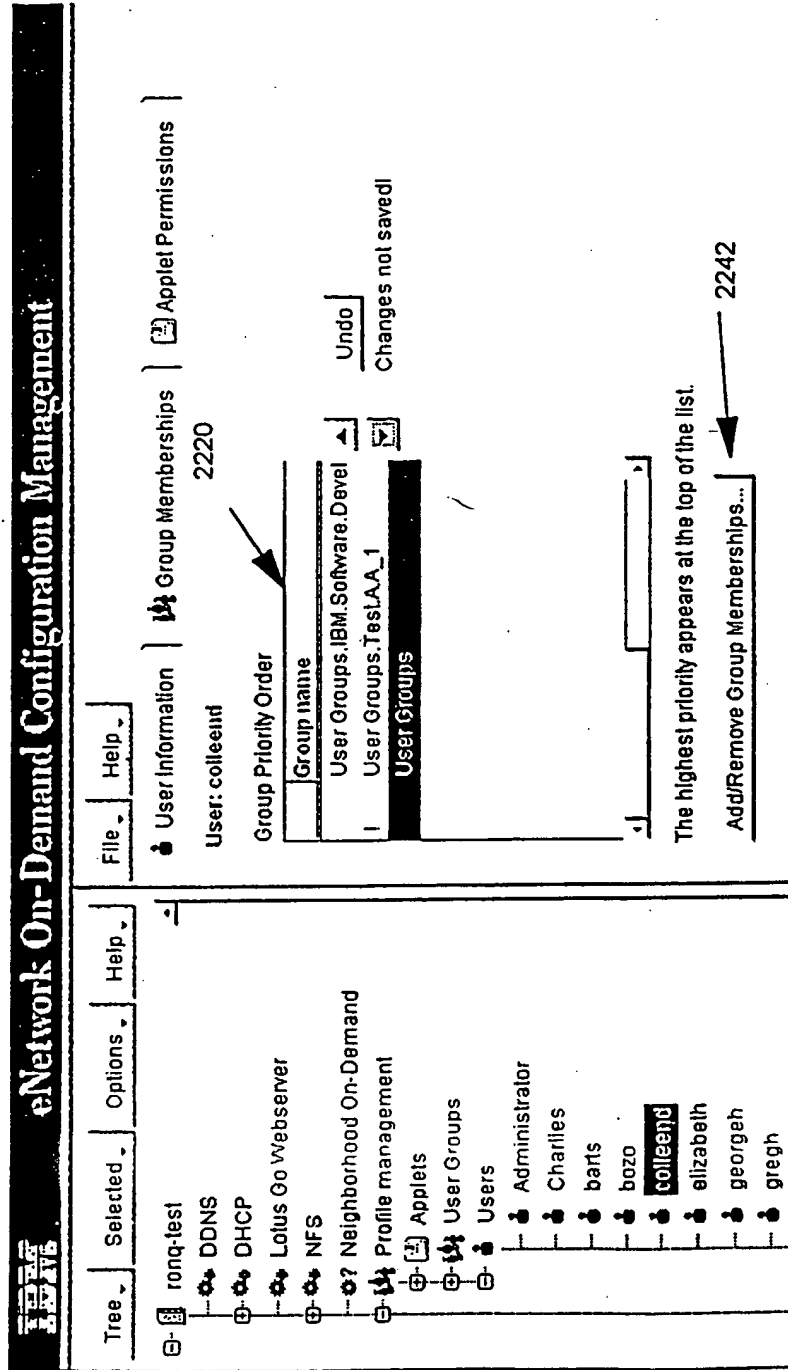 IBM
eNetwork On-Demand Configuration Management
Tree Selected Options Help
ronq-test
DDNS
DHCP
Lotus Go Webserver
NFS
? Neighborhood On-Demand
Profile management
Applets
User Groups
Users
Administrator
Charlies
barts
bozo
colleend
elizabeth
georgeh
gregh
File Help
User Information Group Memberships Applet Permissions
User: colleend
2220
Group Priority Order
Group name
User Groups.IBM.Software.Devel
User Groups.Test.AA_1
User Groups
Undo
Changes not saved!
The highest priority appears at the top of the list.
Add/Remove Group Memberships...
2242